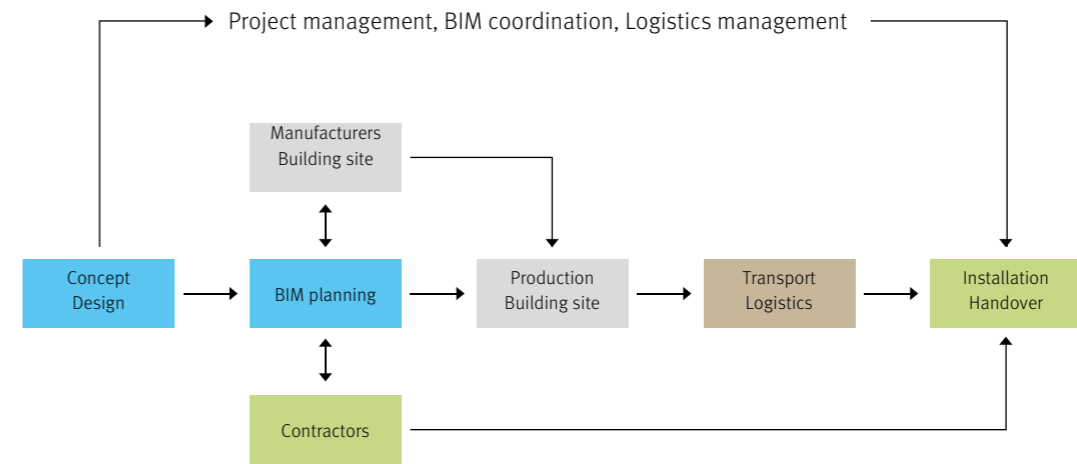 Project management, BIM coordination, Logistics management
Manufacturers
Building site
Concept
Design
BIM planning
Production
Building site
Transport
Logistics
Installation
Handover
Contractors